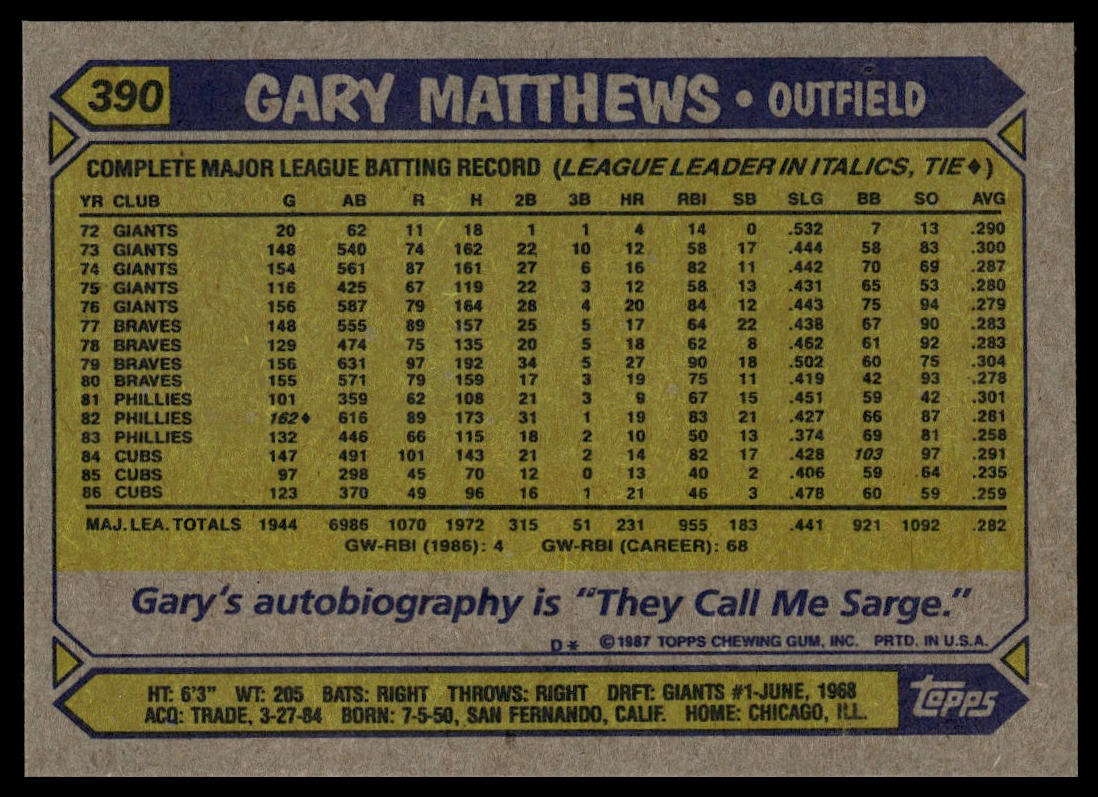 390 GARY MATTHEWS • OUTFIELD
COMPLETE MAJOR LEAGUE BATTING RECORD (LEAGUE LEADER IN ITALICS, TIE♦)
YR CLUB G AB R H 2B 3B HR RBI SB SLG BB SO AVG
72 GIANTS 20 62 11 18 1 1 4 14 0 .532 7 13 .290
73 GIANTS 148 540 74 162 22 10 12 58 17 .444 58 83 .300
74 GIANTS 154 561 87 161 27 6 16 82 11 .442 70 69 .287
75 GIANTS 116 425 67 119 22 3 12 58 13 .431 65 53 .280
76 GIANTS 156 587 79 164 28 4 20 84 12 .443 75 94 .279
77 BRAVES 148 555 89 157 25 5 17 64 22 .438 67 90 .283
78 BRAVES 129 474 75 135 20 5 18 62 8 .462 61 92 .283
79 BRAVES 156 631 97 192 34 5 27 90 18 .502 60 75 .304
80 BRAVES 155 571 79 159 17 3 19 75 11 .419 42 93 .278
81 PHILLIES 101 359 62 108 21 3 9 67 15 .451 59 42 .301
82 PHILLIES 162♦ 616 89 173 31 1 19 83 21 .427 66 87 .281
83 PHILLIES 132 446 66 115 18 2 10 50 13 .374 69 81 .258
84 CUBS 147 491 101 143 21 2 14 82 17 .428 103 97 .291
85 CUBS 97 298 45 70 12 0 13 40 2 .406 59 64 .235
86 CUBS 123 370 49 96 16 1 21 46 3 .478 60 59 .259
MAJ. LEA. TOTALS 1944 6986 1070 1972 315 51 231 955 183 .441 921 1092 .282
GW-RBI (1986): 4 GW-RBI (CAREER): 68
Gary's autobiography is "They Call Me Sarge."
D* ©1987 TOPPS CHEWING GUM, INC. PRTD. IN U.S.A.
HT: 6'3" WT: 205 BATS: RIGHT THROWS: RIGHT DRFT: GIANTS #1-JUNE, 1968
ACQ: TRADE, 3-27-84 BORN: 7-5-50, SAN FERNANDO, CALIF. HOME: CHICAGO, ILL.
topps